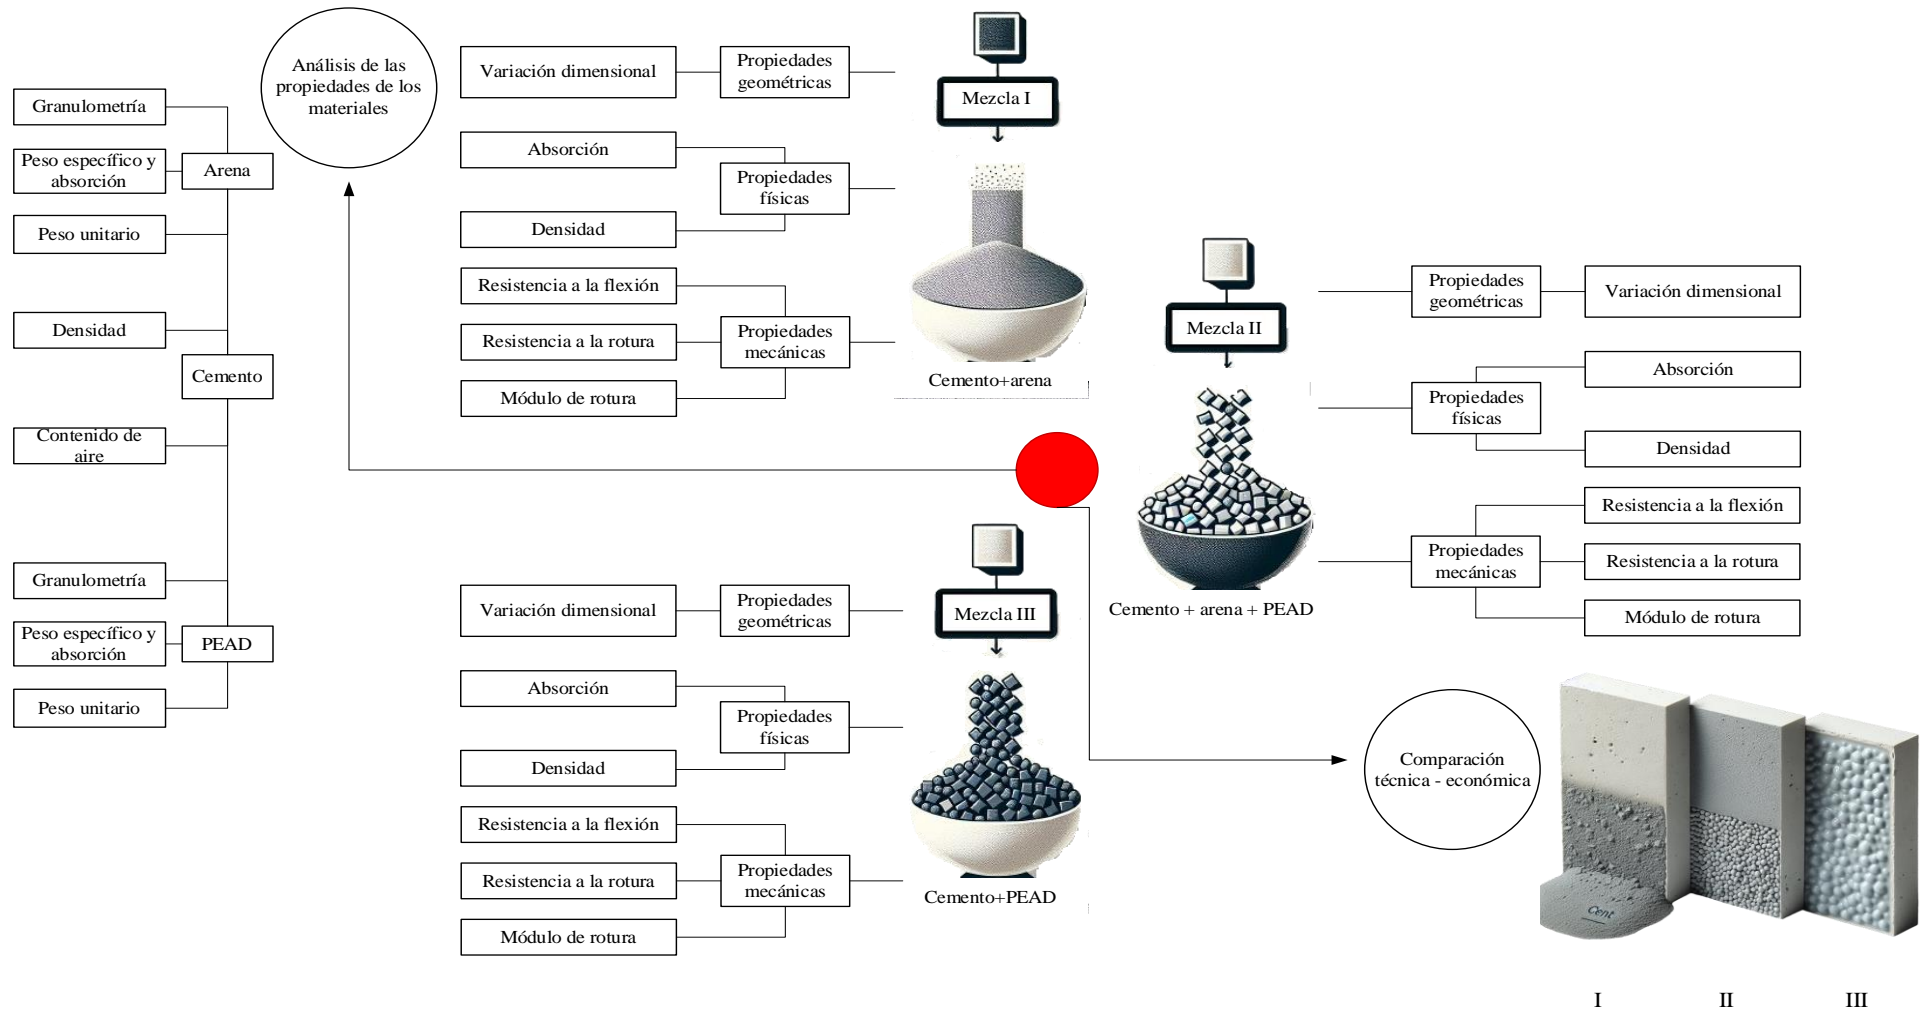 Análisis de las
propiedades de los
materiales
Granulometría
Peso específico y
absorción
Arena
Peso unitario
Densidad
Cemento
Contenido de
aire
Granulometría
Peso específico y
absorción
PEAD
Peso unitario
Variación dimensional
Propiedades
geométricas
Absorción
Propiedades
físicas
Densidad
Resistencia a la flexión
Resistencia a la rotura
Propiedades
mecánicas
Módulo de rotura
Mezcla I
Cemento+arena
Mezcla II
Cemento + arena + PEAD
Propiedades
geométricas
Variación dimensional
Absorción
Propiedades
físicas
Densidad
Resistencia a la flexión
Propiedades
mecánicas
Resistencia a la rotura
Módulo de rotura
Variación dimensional
Propiedades
geométricas
Absorción
Propiedades
físicas
Densidad
Resistencia a la flexión
Resistencia a la rotura
Propiedades
mecánicas
Módulo de rotura
Mezcla III
Cemento+PEAD
Comparación
técnica - económica
Cent
I
II
III